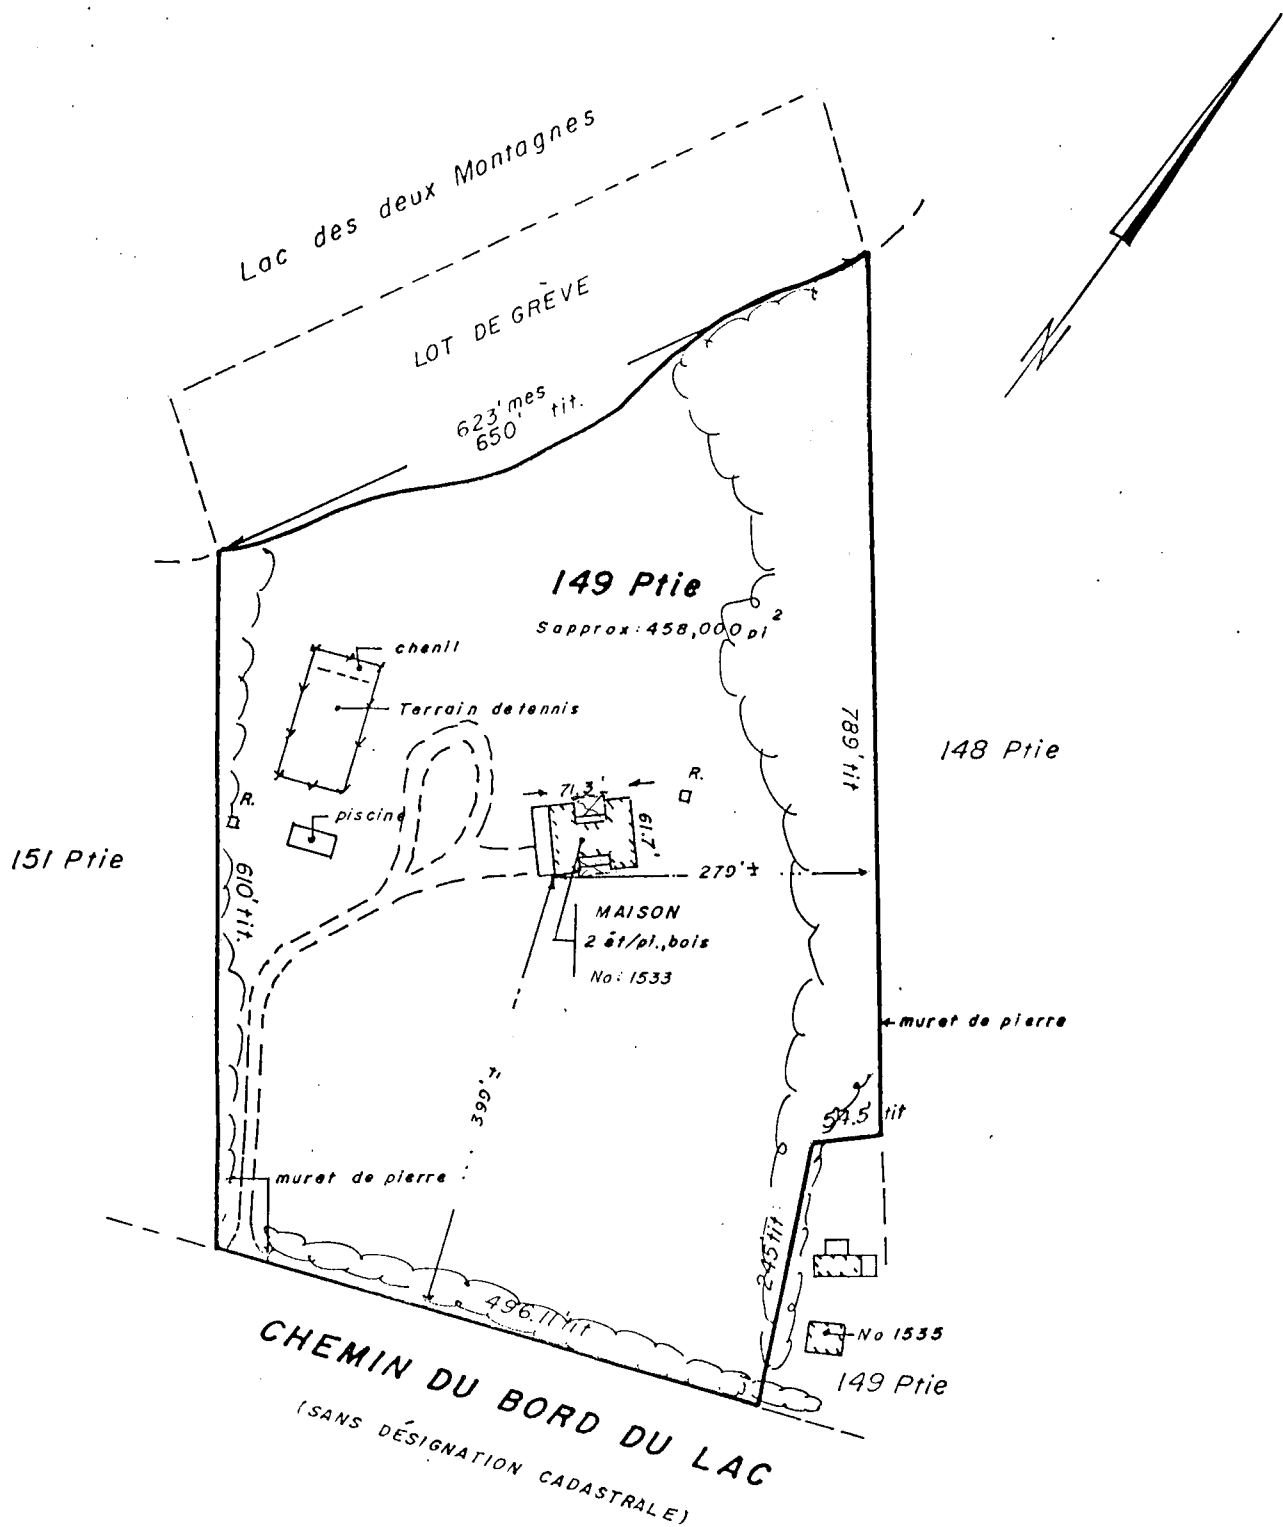 Lac des deux Montagnes
LOT DE GRÈVE
623' mes
650' tit.
N
149 Ptie
Sapprox: 458,000 pi²
chenil
Terrain de tennis
789' tit
148 Ptie
R.
71.3'
R.
piscine
61.7'
151 Ptie
610' tit.
279' ±
MAISON
2 ét/pl., bois
No: 1533
muret de pierre
399' ±
54.5' tit
muret de pierre
245' tit.
496.11' tit
No 1535
149 Ptie
CHEMIN DU BORD DU LAC
(SANS DÉSIGNATION CADASTRALE)